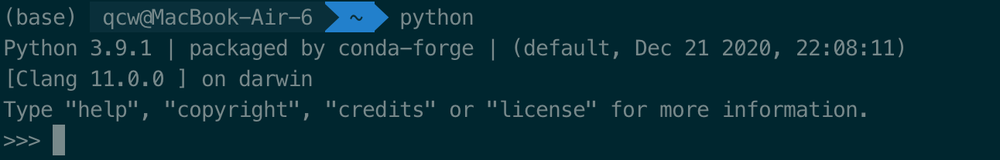 (base) qcw@MacBook-Air-6 ~ python
Python 3.9.1 | packaged by conda-forge | (default, Dec 21 2020, 22:08:11)
[Clang 11.0.0 ] on darwin
Type "help", "copyright", "credits" or "license" for more information.
>>>